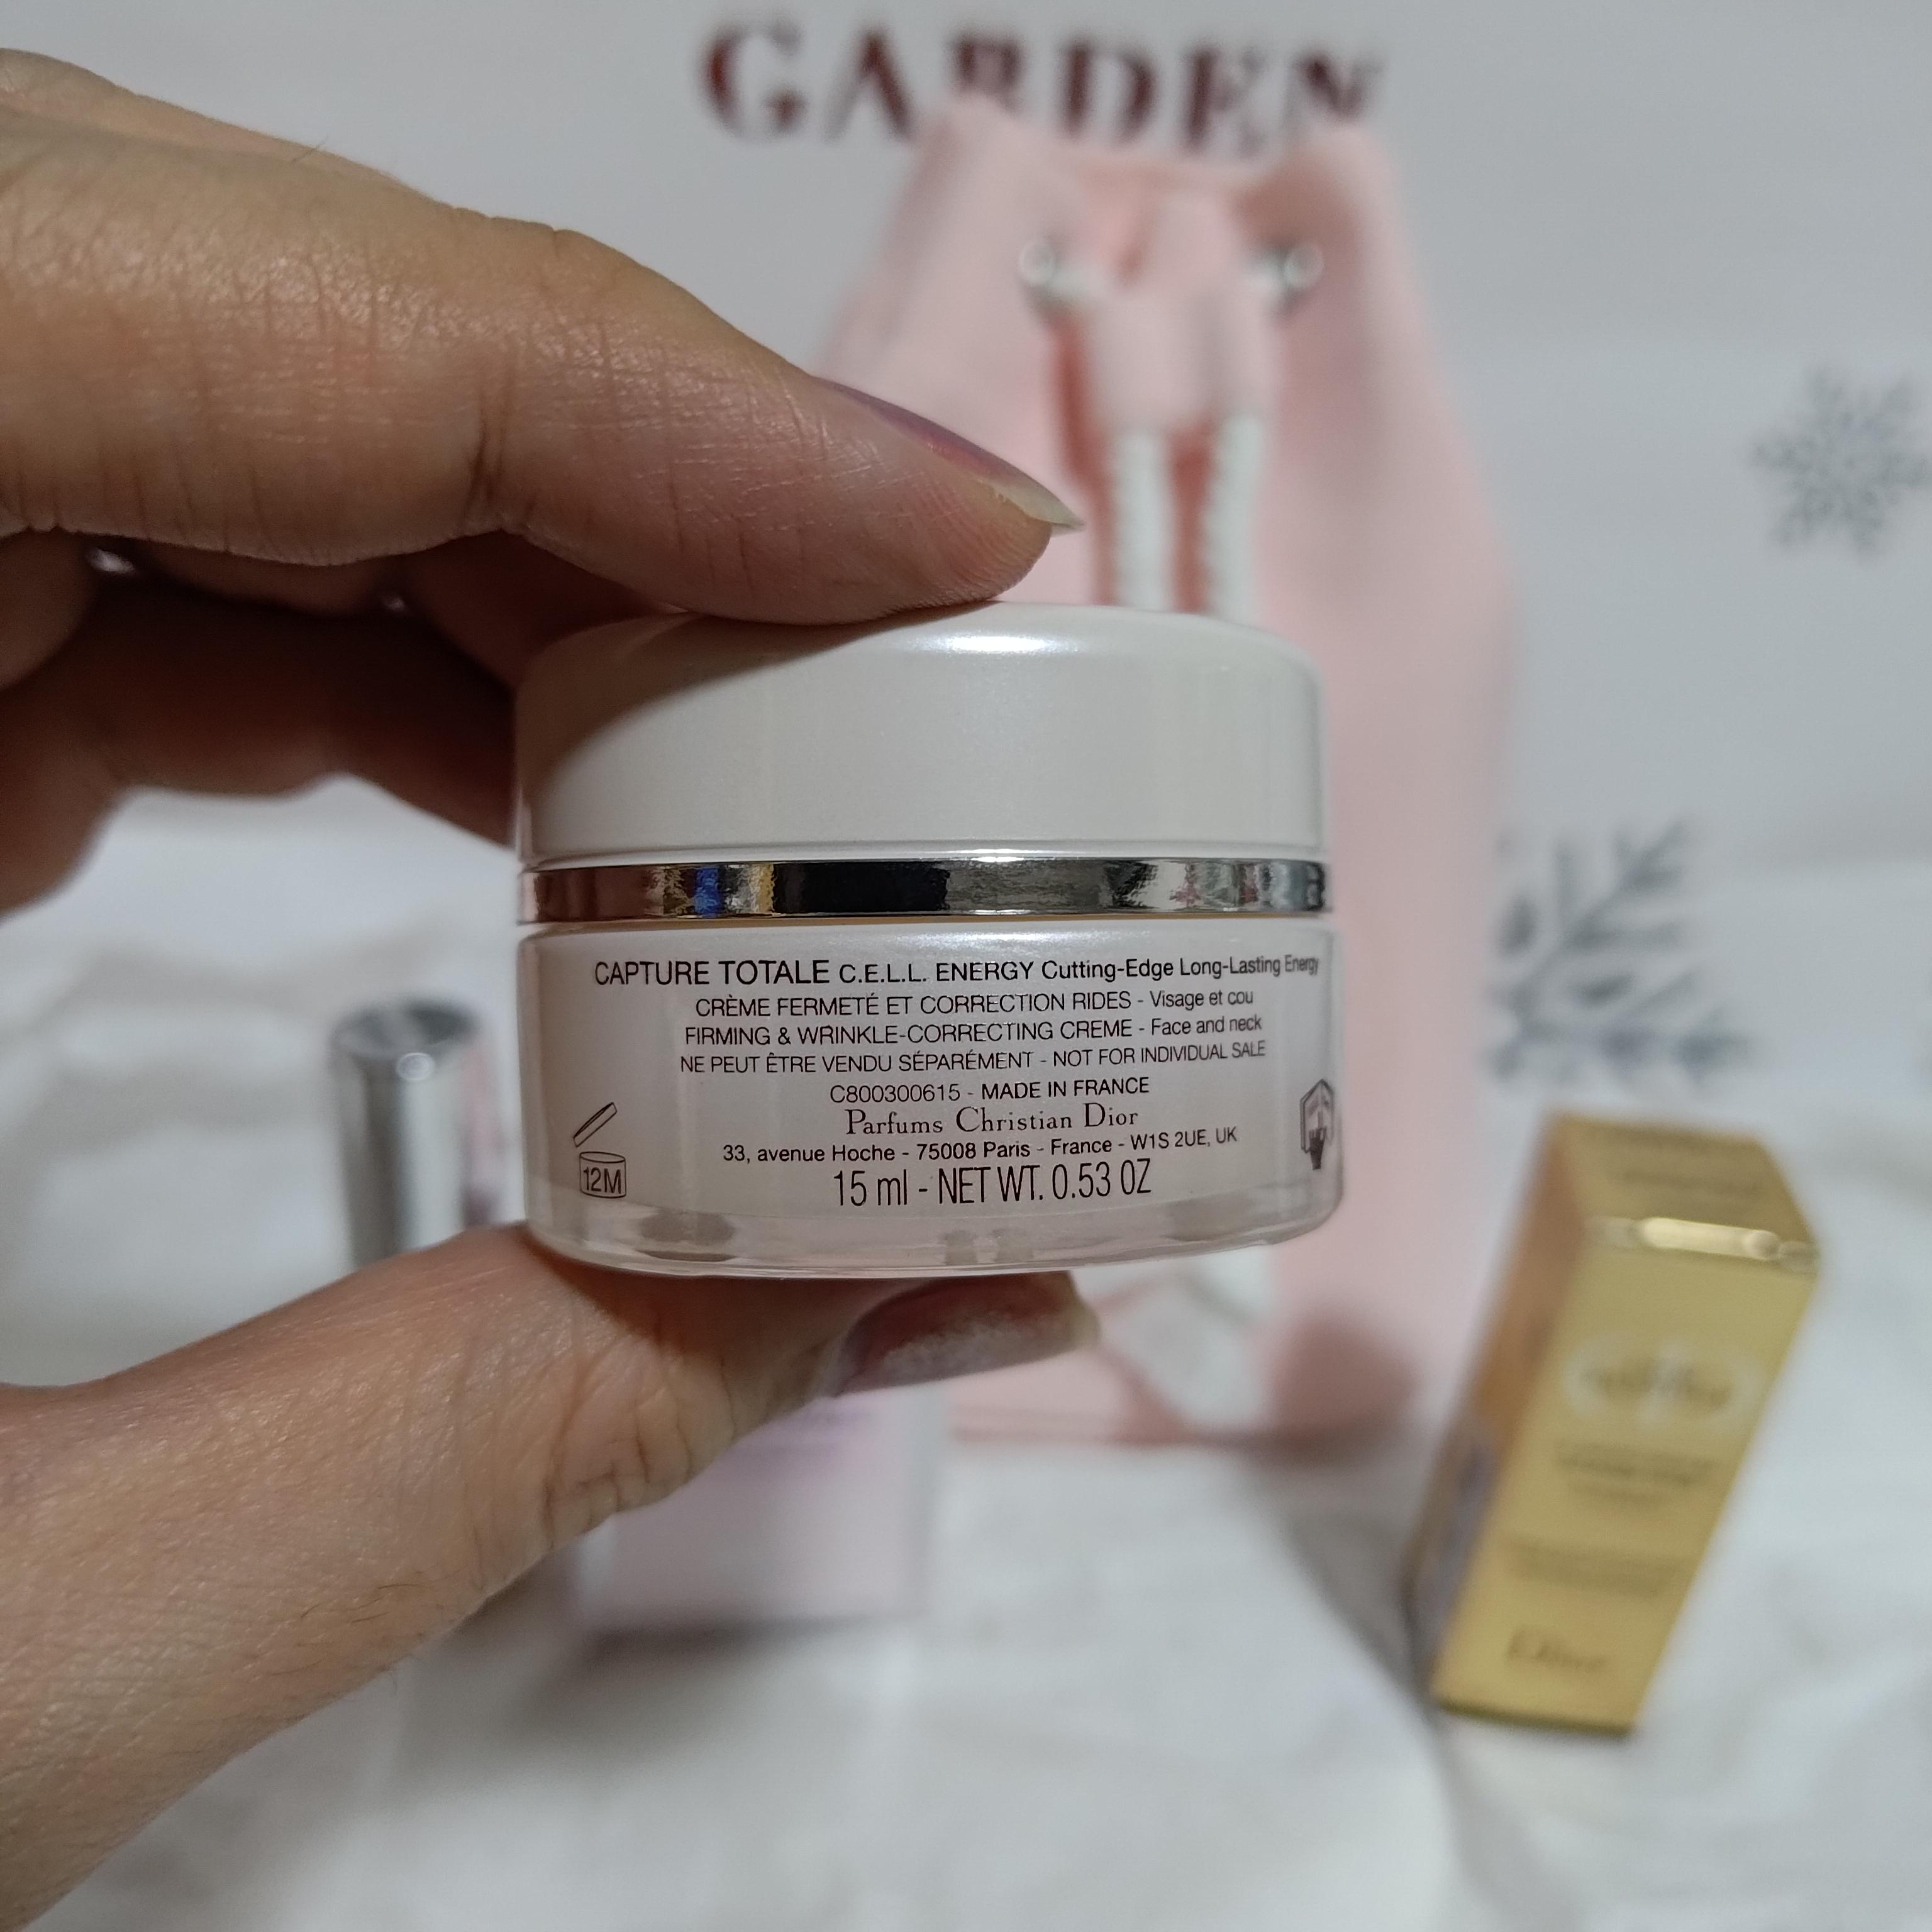 GARDEN
CAPTURE TOTALE C.E.L.L. ENERGY Cutting-Edge Long-Lasting Energy
CRÈME FERMETÉ ET CORRECTION RIDES - Visage et cou
FIRMING & WRINKLE-CORRECTING CREME - Face and neck
NE PEUT ÊTRE VENDU SÉPARÉMENT - NOT FOR INDIVIDUAL SALE
C800300615 - MADE IN FRANCE
Parfums Christian Dior
33, avenue Hoche - 75008 Paris - France - W1S 2UE, UK
15 ml - NET WT. 0.53 OZ
12M
Dior